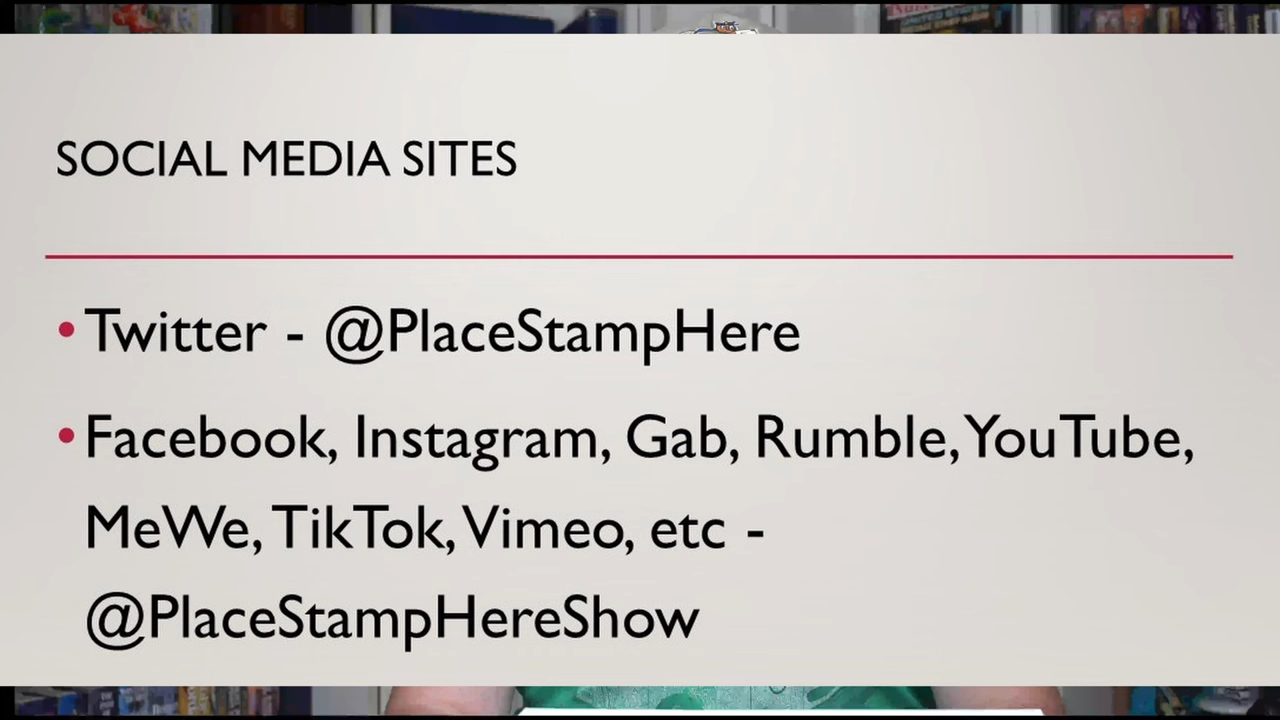 SOCIAL MEDIA SITES
• Twitter - @PlaceStampHere
• Facebook, Instagram, Gab, Rumble, YouTube,
MeWe, TikTok, Vimeo, etc -
@PlaceStampHereShow